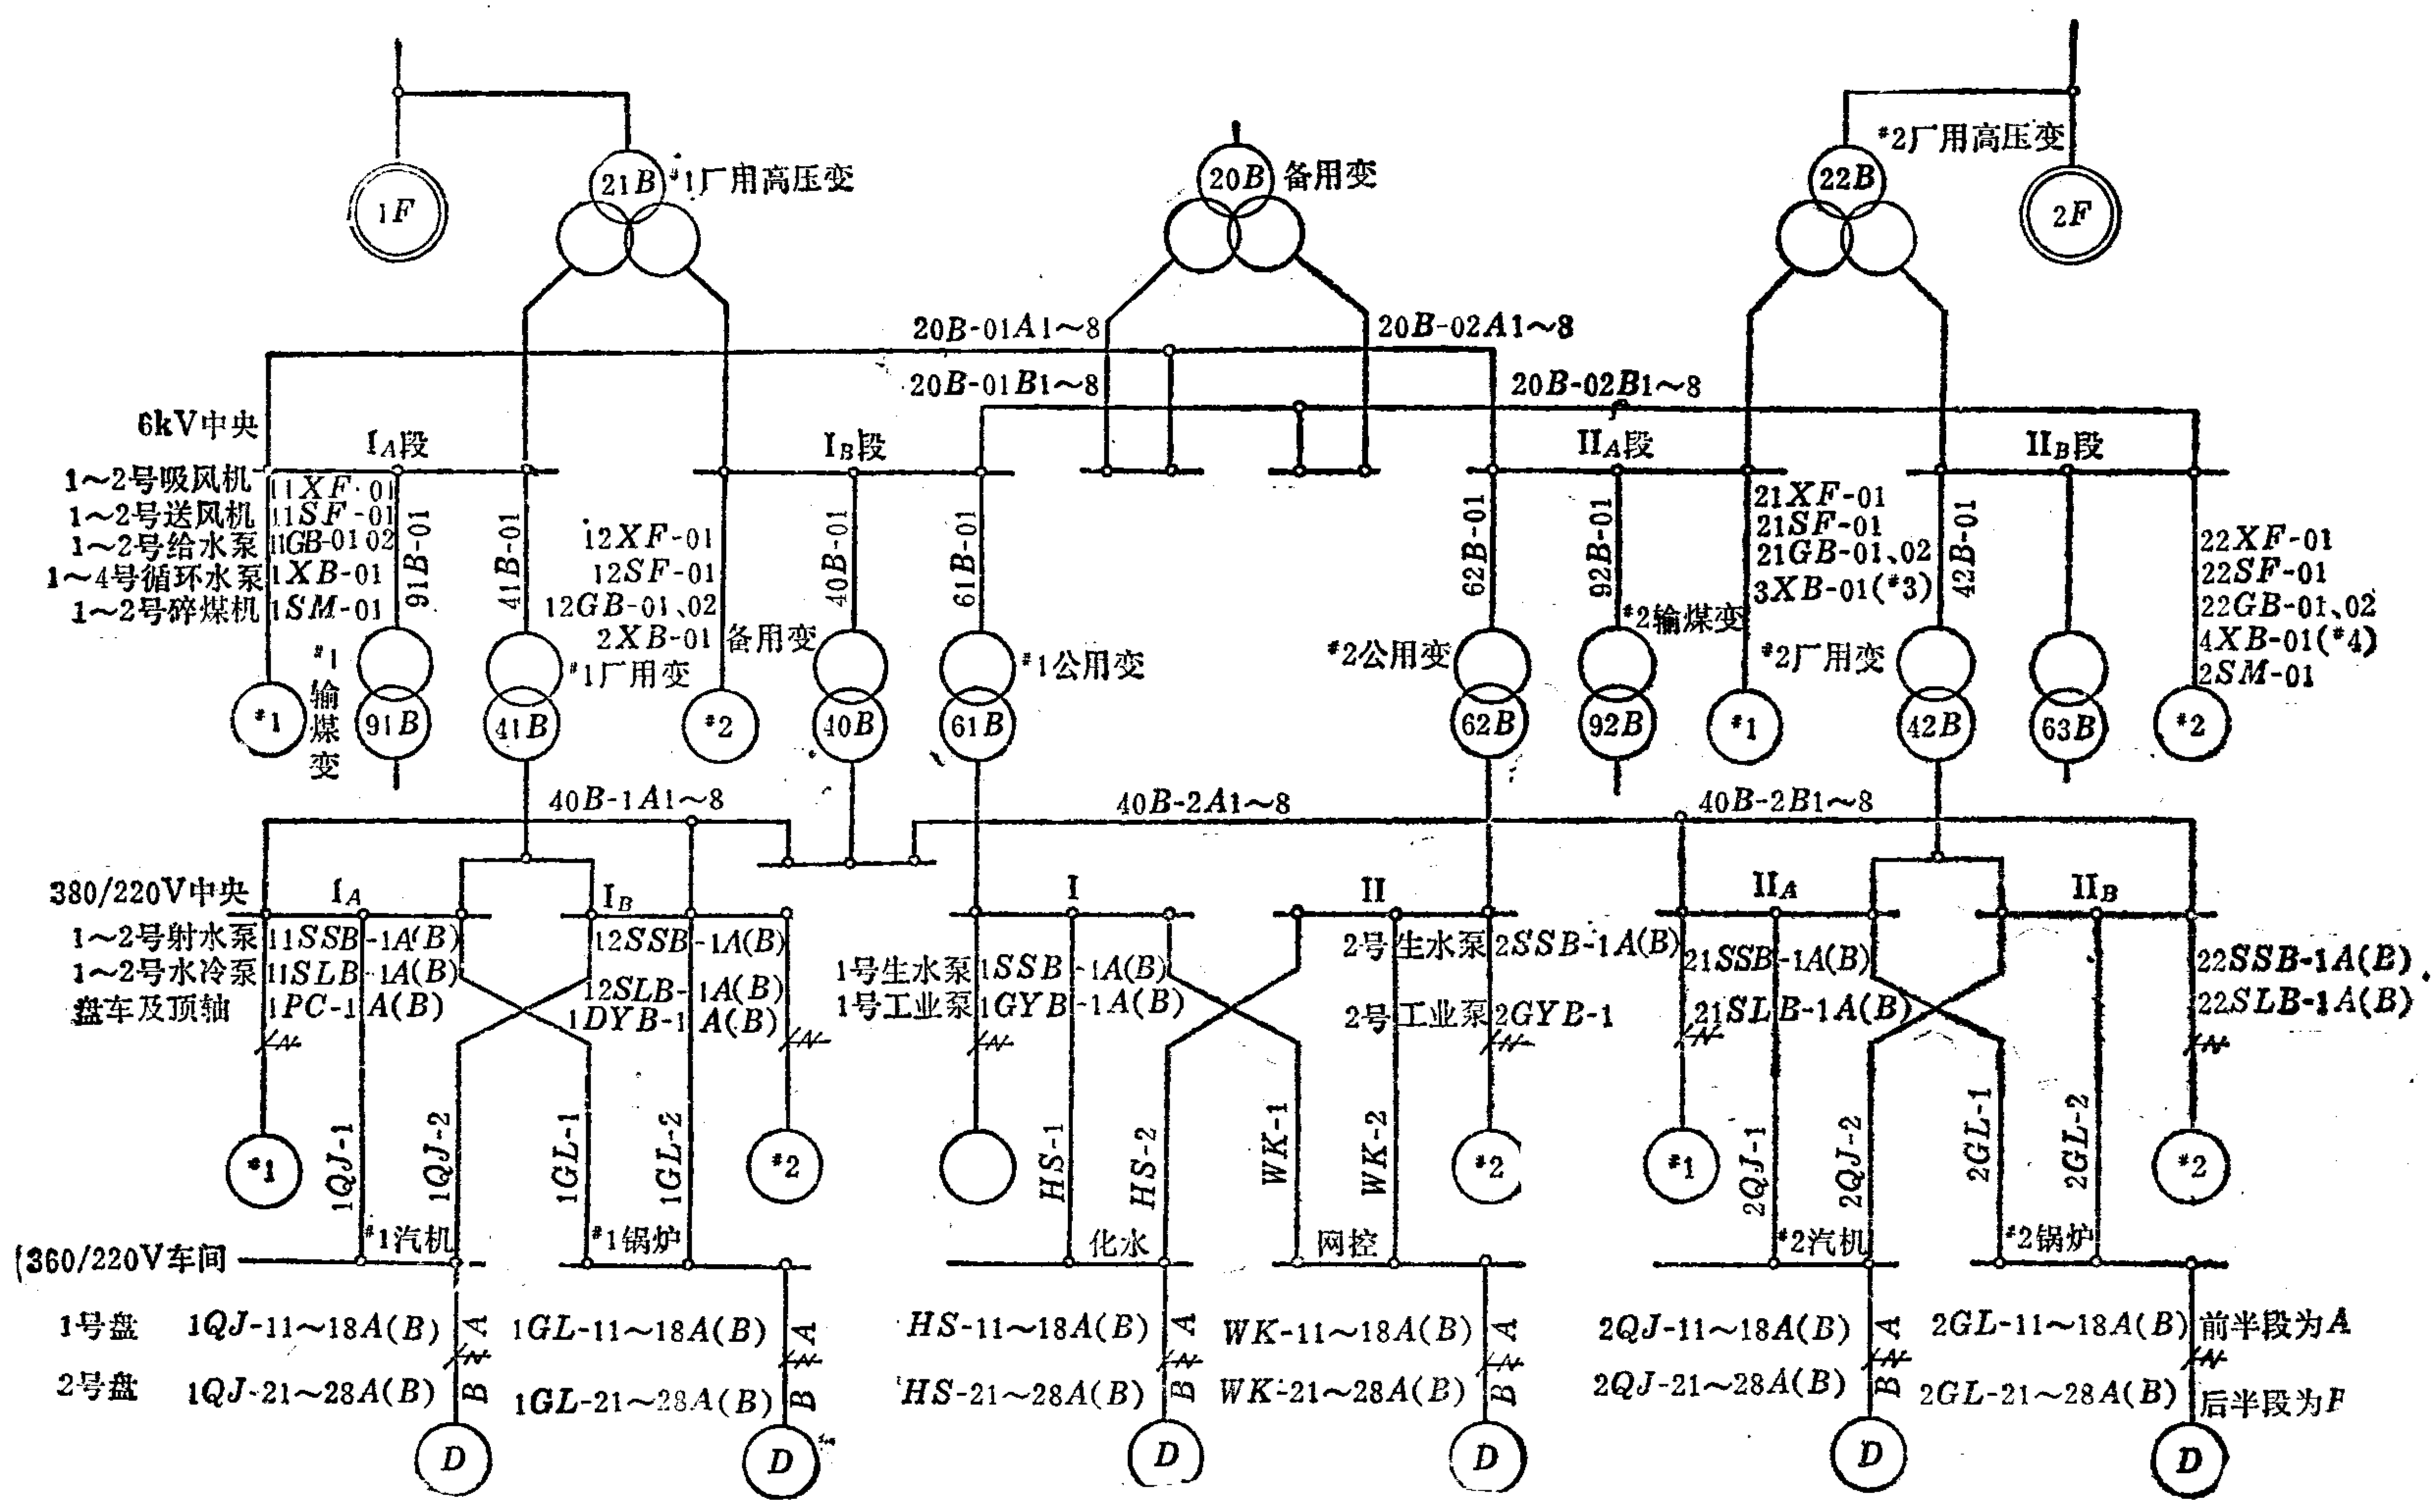 1F
21B
#1厂用高压变
20B
备用变
#2厂用高压变
22B
2F
20B-01A1~8
20B-02A1~8
20B-01B1~8
20B-02B1~8
6kV中央
I_A段
I_B段
II_A段
II_B段
1~2号吸风机
1~2号送风机
1~2号给水泵
1~4号循环水泵
1~2号碎煤机
11XF-01
11SF-01
11GB-01 02
1XB-01
1SM-01
91B-01
41B-01
12XF-01
12SF-01
12GB-01、02
2XB-01
备用变
40B-01
61B-01
62B-01
92B-01
21XF-01
21SF-01
21GB-01、02
3XB-01(#3)
42B-01
22XF-01
22SF-01
22GB-01、02
4XB-01(#4)
2SM-01
#1
输
煤
变
#1厂用变
#1公用变
#2公用变
#2输煤变
#2厂用变
#1
91B
41B
#2
40B
61B
62B
92B
#1
42B
63B
#2
40B-1A1~8
40B-2A1~8
40B-2B1~8
380/220V中央
I_A
I_B
I
II
II_A
II_B
1~2号射水泵
1~2号水冷泵
盘车及顶轴
11SSB-1A(B)
11SLB-1A(B)
1PC-1A(B)
12SSB-1A(B)
12SLB-1A(B)
1DYB-1A(B)
1号生水泵
1SSB-1A(B)
1号工业泵
1GYB-1A(B)
2号生水泵
2SSB-1A(B)
2号工业泵
2GYB-1
21SSB-1A(B)
21SLB-1A(B)
22SSB-1A(B)
22SLB-1A(B)
#1
1QJ-1
1QJ-2
1GL-1
1GL-2
#2
HS-1
HS-2
WK-1
WK-2
#2
#1
2QJ-1
2QJ-2
2GL-1
2GL-2
#2
(360/220V车间
#1汽机
#1锅炉
化水
网控
#2汽机
#2锅炉
1号盘
1QJ-11~18A(B)
A
1GL-11~18A(B)
A
HS-11~18A(B)
A
WK-11~18A(B)
A
2QJ-11~18A(B)
A
2GL-11~18A(B)
前半段为A
2号盘
1QJ-21~28A(B)
B
1GL-21~28A(B)
B
HS-21~28A(B)
B
WK-21~28A(B)
B
2QJ-21~28A(B)
B
2GL-21~28A(B)
后半段为
D
D
D
D
D
D